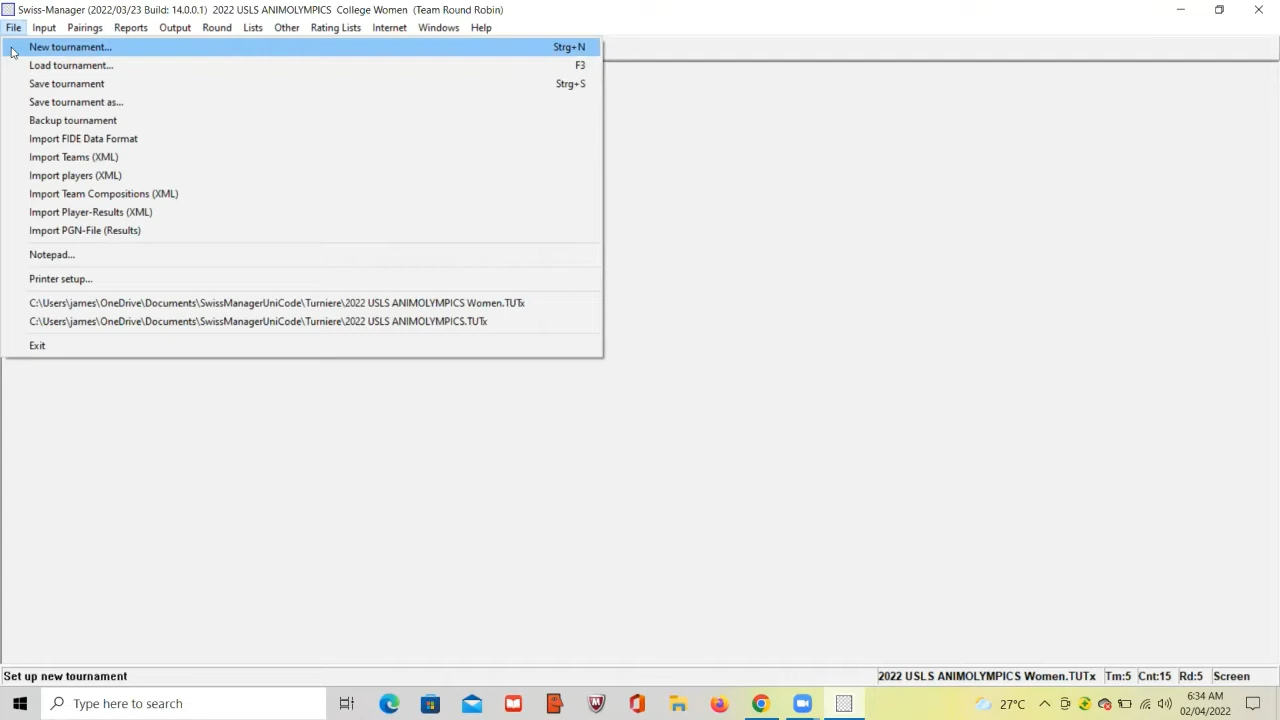 Swiss-Manager (2022/03/23 Build: 14.0.0.1)  2022 USLS ANIMOLYMPICS  College Women  (Team Round Robin)
File Input Pairings Reports Output Round Lists Other Rating Lists Internet Windows Help
New tournament... Strg+N
Load tournament... F3
Save tournament Strg+S
Save tournament as...
Backup tournament
Import FIDE Data Format
Import Teams (XML)
Import players (XML)
Import Team Compositions (XML)
Import Player-Results (XML)
Import PGN-File (Results)
Notepad...
Printer setup...
C:\Users\james\OneDrive\Documents\SwissManagerUniCode\Turniere\2022 USLS ANIMOLYMPICS Women.TUTx
C:\Users\james\OneDrive\Documents\SwissManagerUniCode\Turniere\2022 USLS ANIMOLYMPICS.TUTx
Exit
Set up new tournament 2022 USLS ANIMOLYMPICS Women.TUTx Tm:5 Cnt:15 Rd:5 Screen
Type here to search 27°C 6:34 AM
02/04/2022